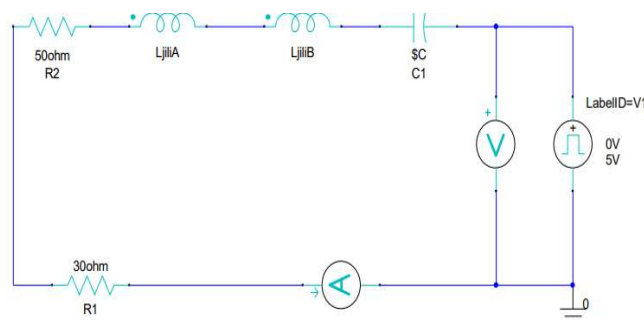 50ohm
R2
LjiliA
LjiliB
$C
C1
LabelID=V1
+
V
+
0V
5V
30ohm
R1
A
0